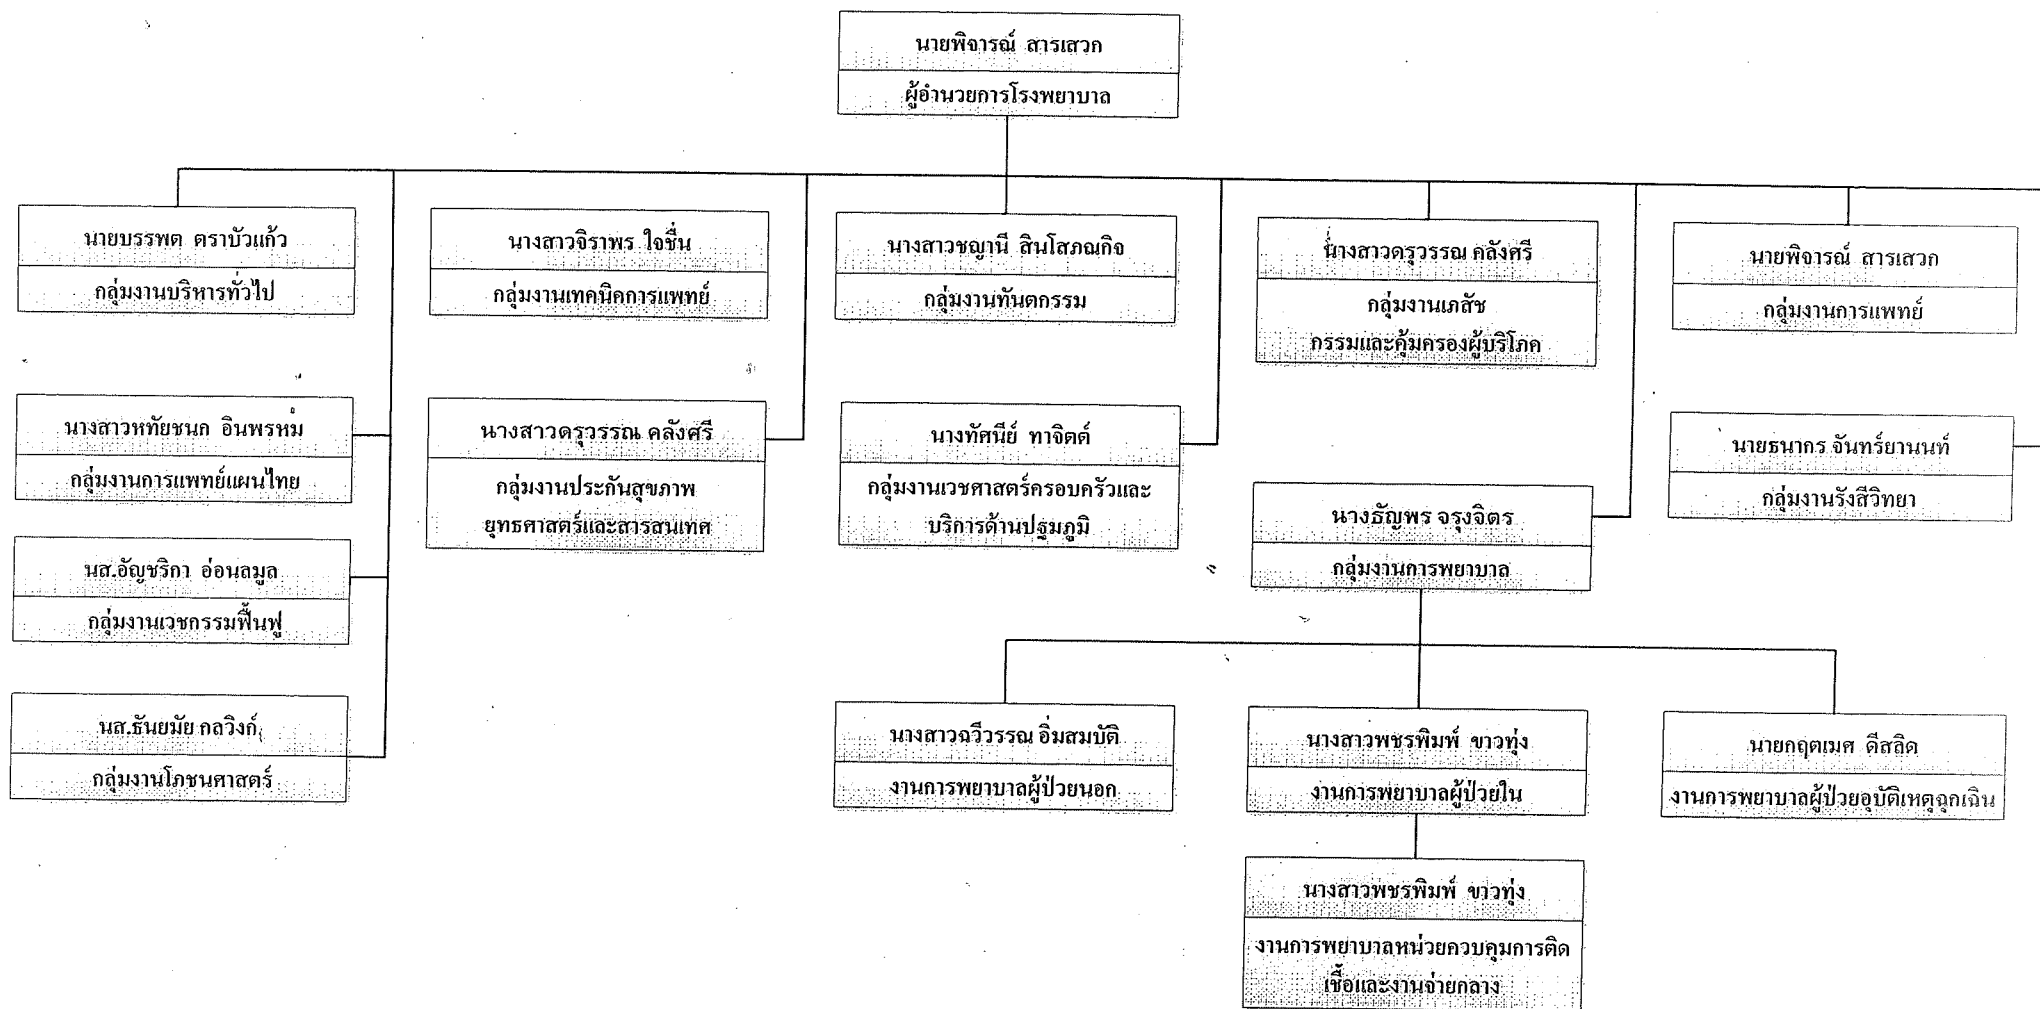 นายพิจารณ์ สารเสวก
ผู้อำนวยการโรงพยาบาล
นายบรรพต ตราบัวแก้ว
กลุ่มงานบริหารทั่วไป
นางสาวจิราพร ใจชื่น
กลุ่มงานเทคนิคการแพทย์
นางสาวชญานี สินโสภณกิจ
กลุ่มงานทันตกรรม
นางสาวดรุวรรณ คลังศรี
กลุ่มงานเภสัช
กรรมและคุ้มครองผู้บริโภค
นายพิจารณ์ สารเสวก
กลุ่มงานการแพทย์
นางสาวหทัยชนก อินพรหม่
กลุ่มงานการแพทย์แผนไทย
นางสาวดรุวรรณ คลังศรี
กลุ่มงานประกันสุขภาพ
ยุทธศาสตร์และสารสนเทศ
นางทัศนีย์ ทาจิตต์
กลุ่มงานเวชศาสตร์ครอบครัวและ
บริการด้านปฐมภูมิ
นางธัญพร จรุงจิตร
กลุ่มงานการพยาบาล
นายธนากร จันทร์ยานนท์
กลุ่มงานรังสีวิทยา
นส.อัญชริกา อ่อนลมูล
กลุ่มงานเวชกรรมฟื้นฟู
นส.ธันยมัย กลวิงก์
กลุ่มงานโภชนศาสตร์
นางสาวฉวีวรรณ อิ่มสมบัติ
งานการพยาบาลผู้ป่วยนอก
นางสาวพชรพิมพ์ ขาวทุ่ง
งานการพยาบาลผู้ป่วยใน
นายกฤตเมศ ดีสลิด
งานการพยาบาลผู้ป่วยอุบัติเหตุฉุกเฉิน
นางสาวพชรพิมพ์ ขาวทุ่ง
งานการพยาบาลหน่วยควบคุมการติด
เชื้อและงานจ่ายกลาง